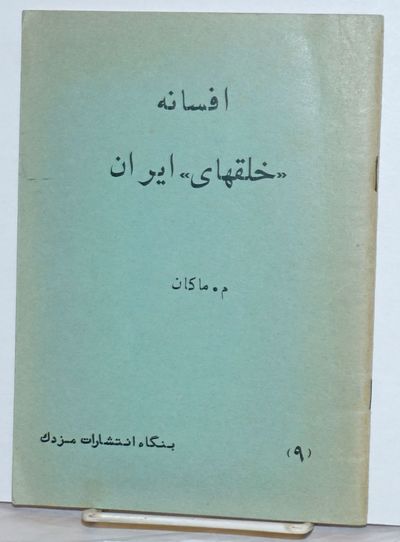 افسانه
«خلقهای» ایران
م. ماکان
بنگاه انتشارات مزدك
(۹)